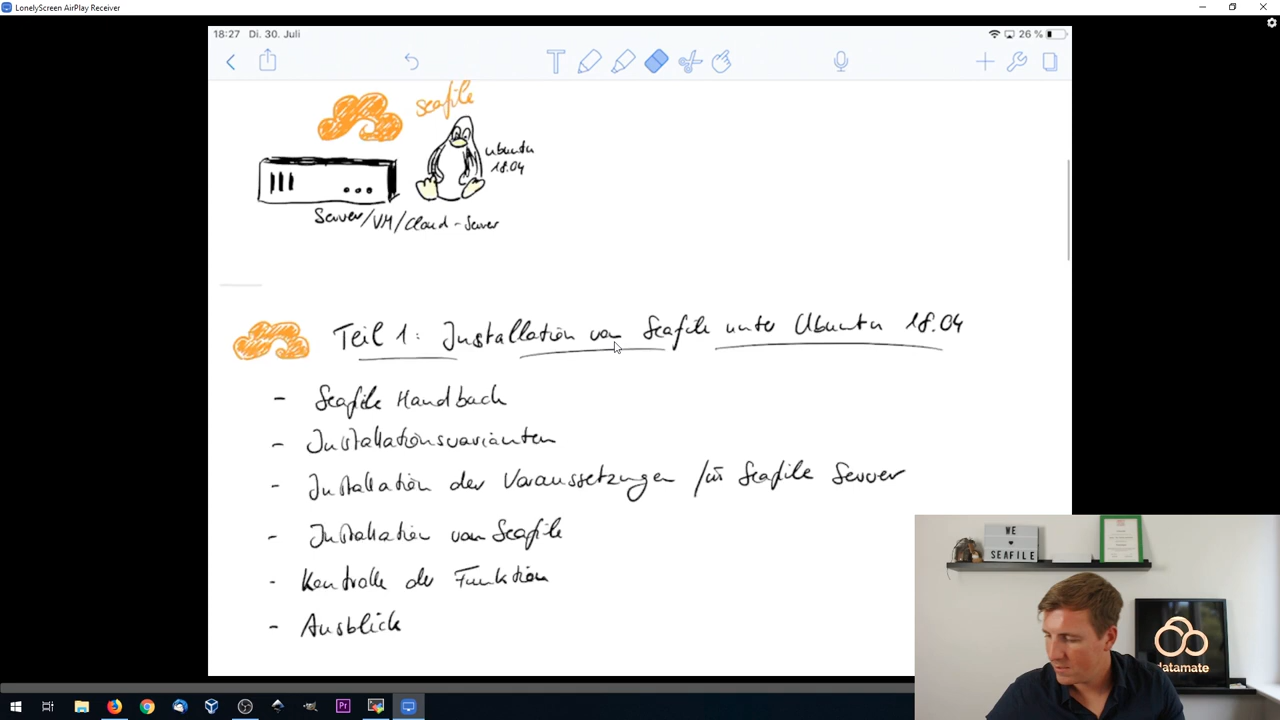 LonelyScreen AirPlay Receiver
18:27 Di. 30. Juli
26 %
seafile
ubuntu
18.04
Server/VM/Cloud-Server
Teil 1: Installation von Seafile unter Ubuntu 18.04
- Seafile Handbuch
- Installationsvarianten
- Installation der Voraussetzungen für Seafile Server
- Installation von Seafile
- Kontrolle der Funktion
- Ausblick
WE
♥
SEAFILE
datamate
Pr